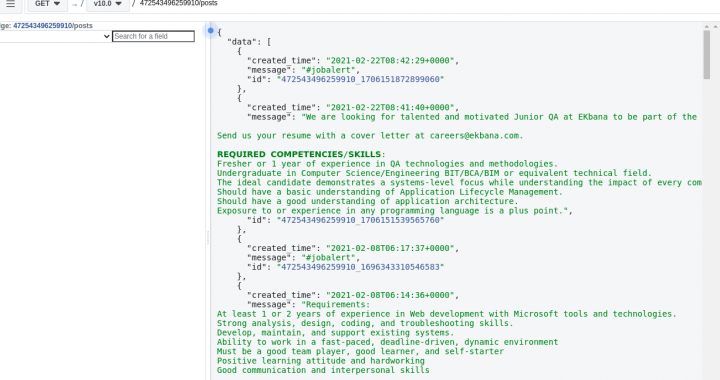 GET → / v10.0 / 472543496259910/posts
ge: 472543496259910/posts
Search for a field
{
"data": [
{
"created_time": "2021-02-22T08:42:29+0000",
"message": "#jobalert",
"id": "472543496259910_1706151872899060"
},
{
"created_time": "2021-02-22T08:41:40+0000",
"message": "We are looking for talented and motivated Junior QA at EKbana to be part of the
Send us your resume with a cover letter at careers@ekbana.com.
REQUIRED COMPETENCIES/SKILLS:
Fresher or 1 year of experience in QA technologies and methodologies.
Undergraduate in Computer Science/Engineering BIT/BCA/BIM or equivalent technical field.
The ideal candidate demonstrates a systems-level focus while understanding the impact of every com
Should have a basic understanding of Application Lifecycle Management.
Should have a good understanding of application architecture.
Exposure to or experience in any programming language is a plus point.",
"id": "472543496259910_1706151539565760"
},
{
"created_time": "2021-02-08T06:17:37+0000",
"message": "#jobalert",
"id": "472543496259910_1696343310546583"
},
{
"created_time": "2021-02-08T06:14:36+0000",
"message": "Requirements:
At least 1 or 2 years of experience in Web development with Microsoft tools and technologies.
Strong analysis, design, coding, and troubleshooting skills.
Develop, maintain, and support existing systems.
Ability to work in a fast-paced, deadline-driven, dynamic environment
Must be a good team player, good learner, and self-starter
Positive learning attitude and hardworking
Good communication and interpersonal skills